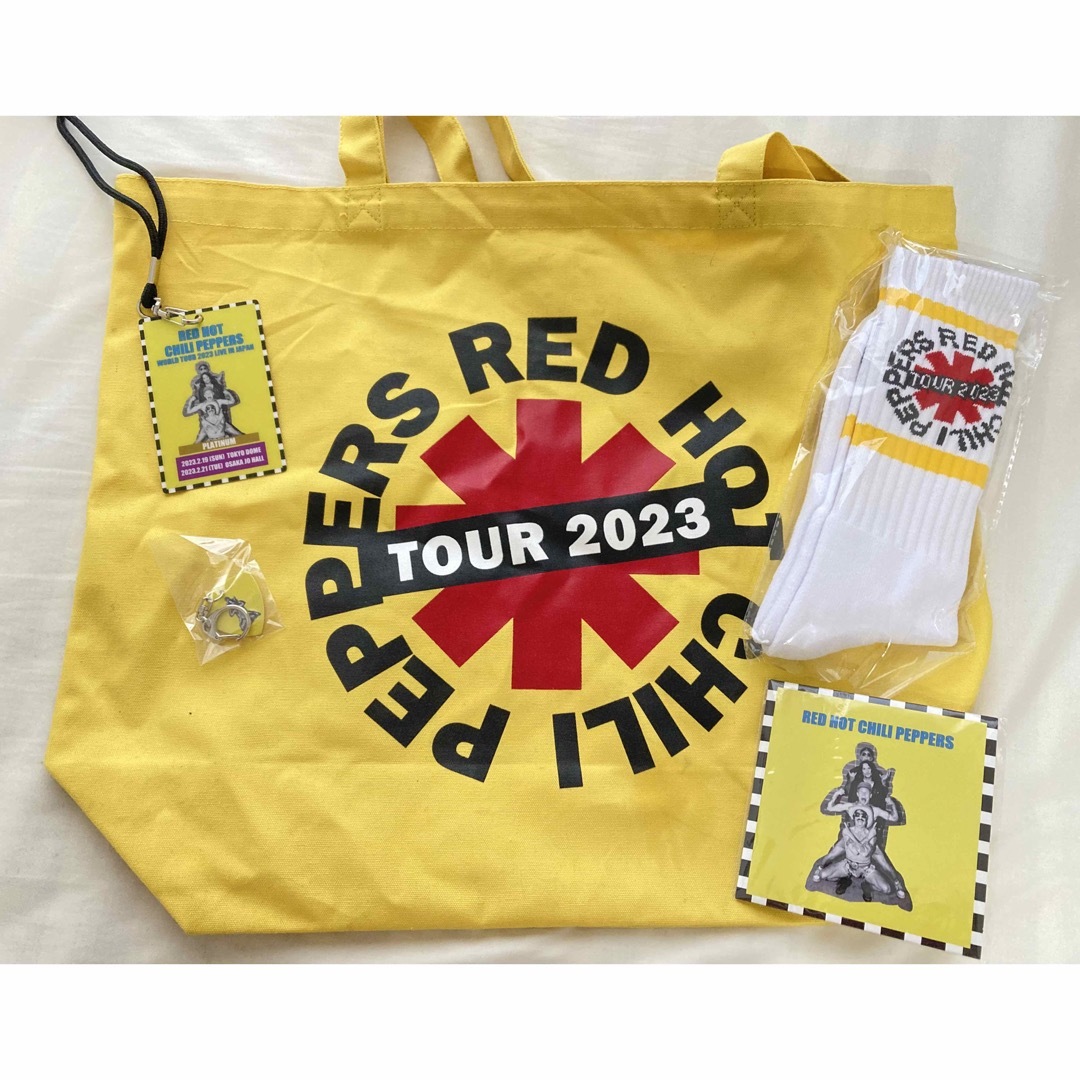 RED HOT CHILI PEPPERS
TOUR 2023
RED HOT
CHILI PEPPERS
WORLD TOUR 2023 LIVE IN JAPAN
PLATINUM
2023.2.19 (SUN) TOKYO DOME
2023.2.21 (TUE) OSAKA JO HALL
RED HOT CHILI PEPPERS
TOUR 2023
RED HOT CHILI PEPPERS